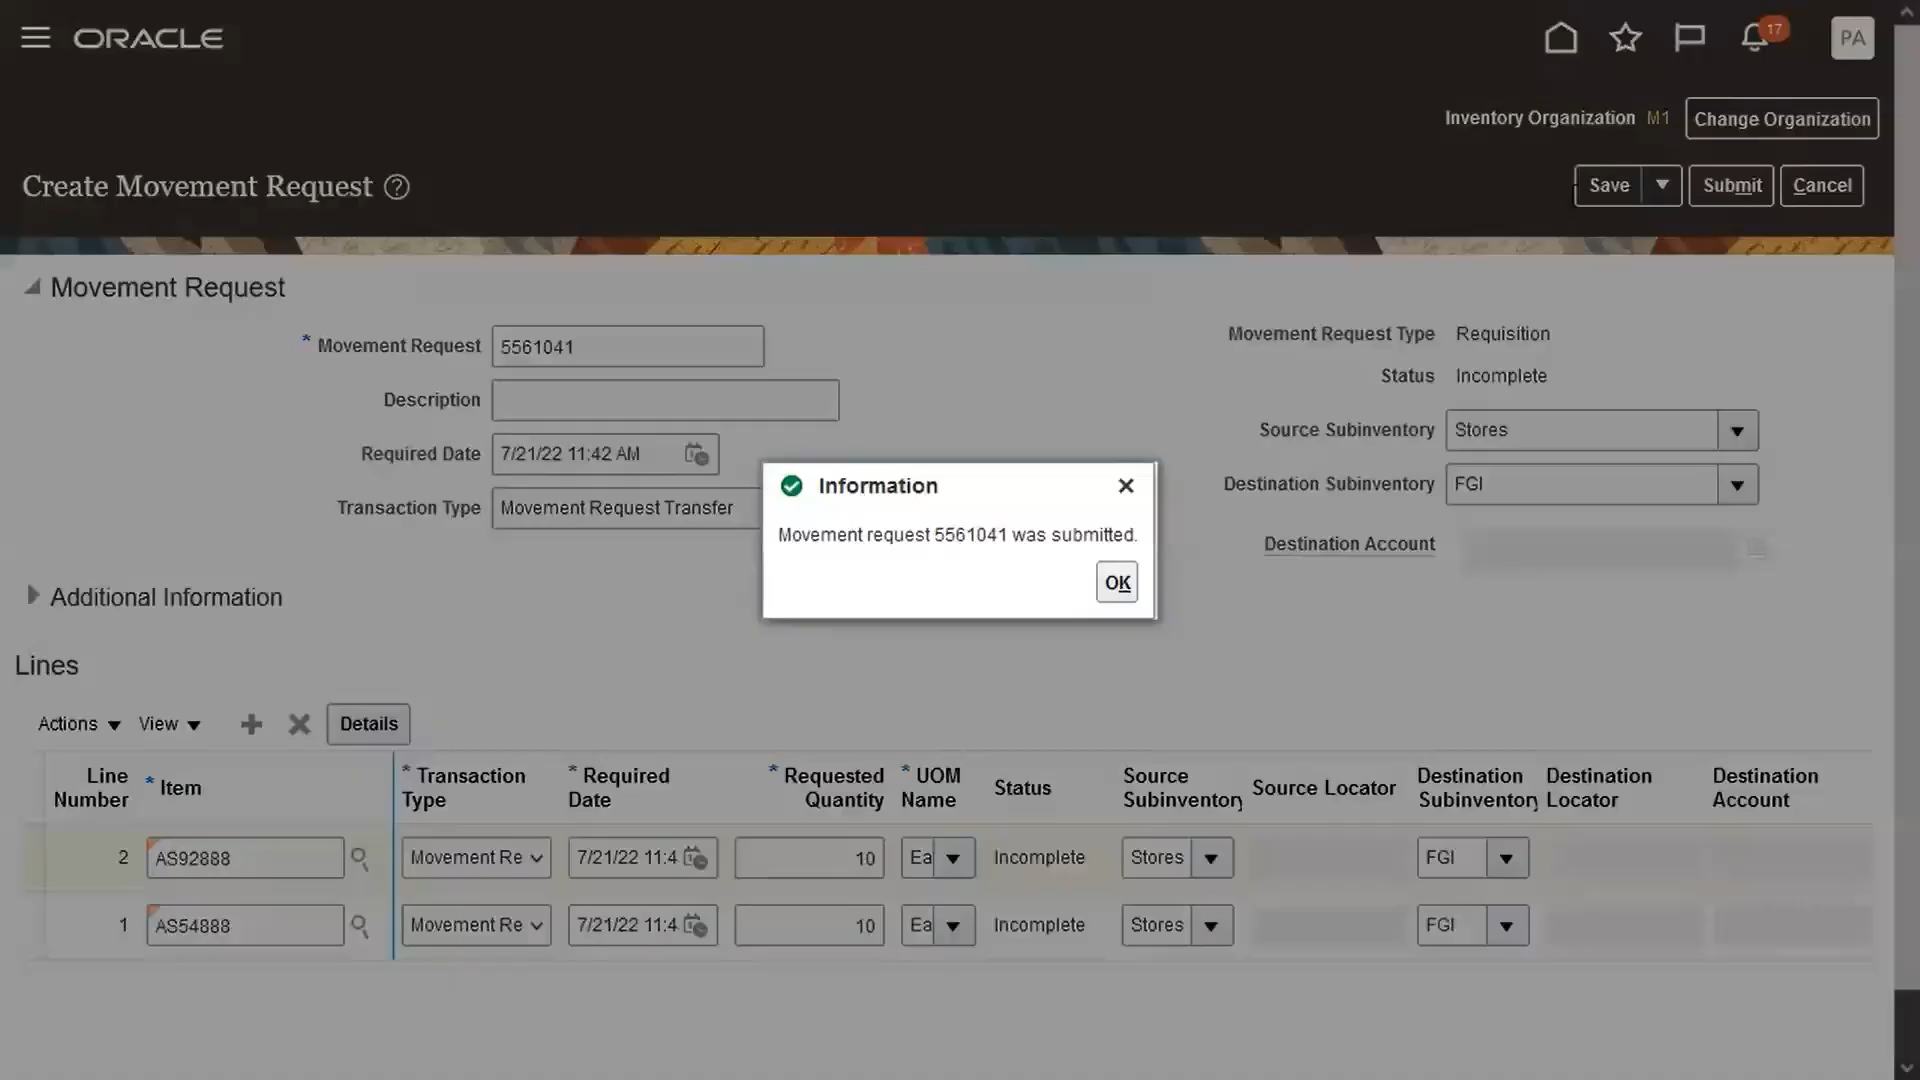 ORACLE
17
PA
Inventory Organization M1 Change Organization
Create Movement Request ?
Save Submit Cancel
Movement Request
* Movement Request 5561041
Description
Required Date 7/21/22 11:42 AM
Transaction Type Movement Request Transfer
Movement Request Type Requisition
Status Incomplete
Source Subinventory Stores
Destination Subinventory FGI
Destination Account
Information
Movement request 5561041 was submitted.
OK
Additional Information
Lines
Actions View Details
Line Number * Item * Transaction Type * Required Date * Requested Quantity * UOM Name Status Source Subinventory Source Locator Destination Subinventory Destination Locator Destination Account
2 AS92888 Movement Re 7/21/22 11:4 10 Ea Incomplete Stores FGI
1 AS54888 Movement Re 7/21/22 11:4 10 Ea Incomplete Stores FGI